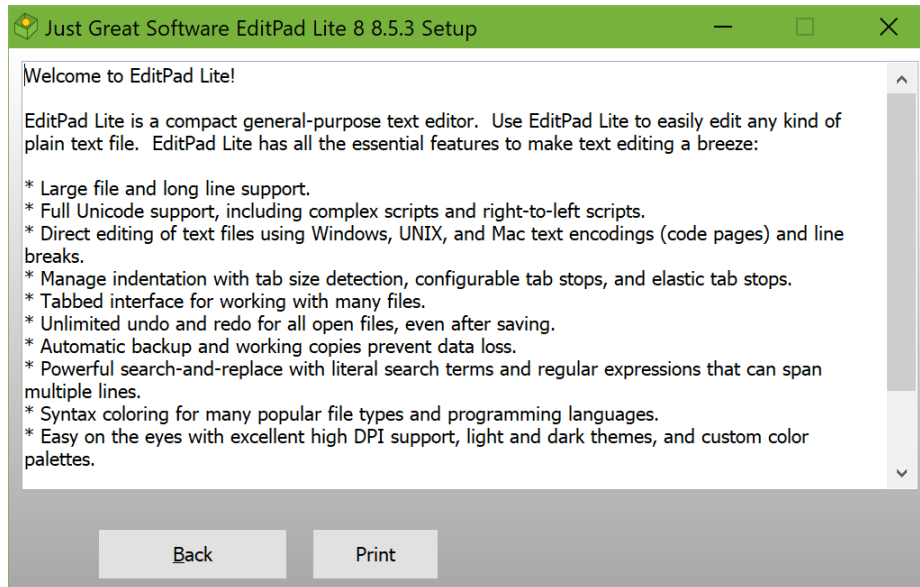 Just Great Software EditPad Lite 8 8.5.3 Setup
Welcome to EditPad Lite!
EditPad Lite is a compact general-purpose text editor.  Use EditPad Lite to easily edit any kind of
plain text file.  EditPad Lite has all the essential features to make text editing a breeze:
* Large file and long line support.
* Full Unicode support, including complex scripts and right-to-left scripts.
* Direct editing of text files using Windows, UNIX, and Mac text encodings (code pages) and line
breaks.
* Manage indentation with tab size detection, configurable tab stops, and elastic tab stops.
* Tabbed interface for working with many files.
* Unlimited undo and redo for all open files, even after saving.
* Automatic backup and working copies prevent data loss.
* Powerful search-and-replace with literal search terms and regular expressions that can span
multiple lines.
* Syntax coloring for many popular file types and programming languages.
* Easy on the eyes with excellent high DPI support, light and dark themes, and custom color
palettes.
Back
Print